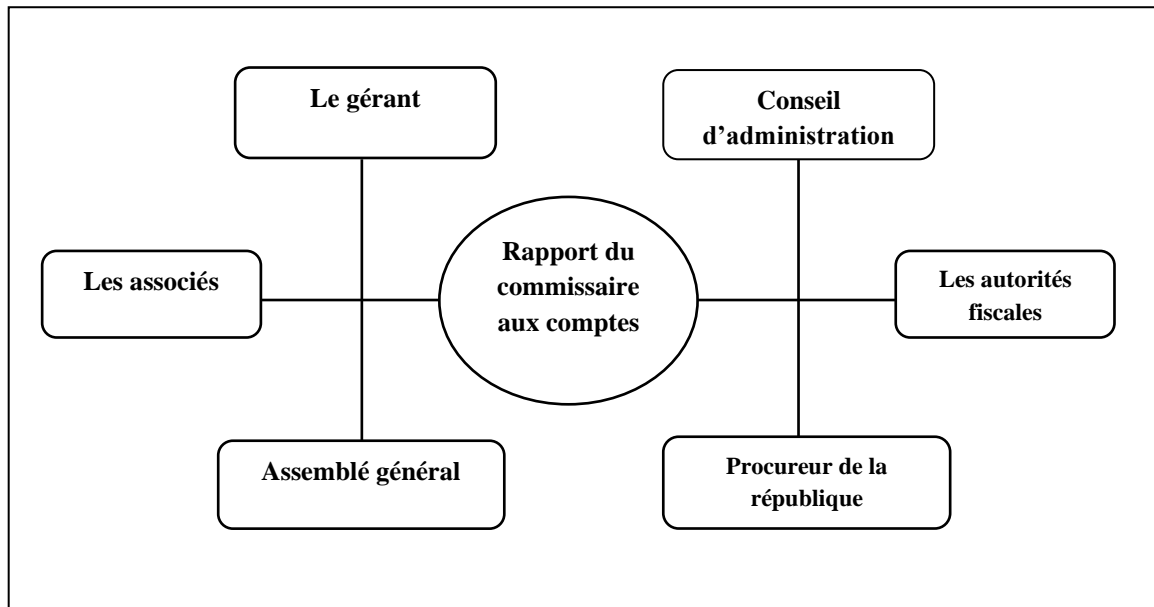 Le gérant
Conseil
d’administration
Rapport du
commissaire
aux comptes
Les associés
Les autorités
fiscales
Assemblé général
Procureur de la
république